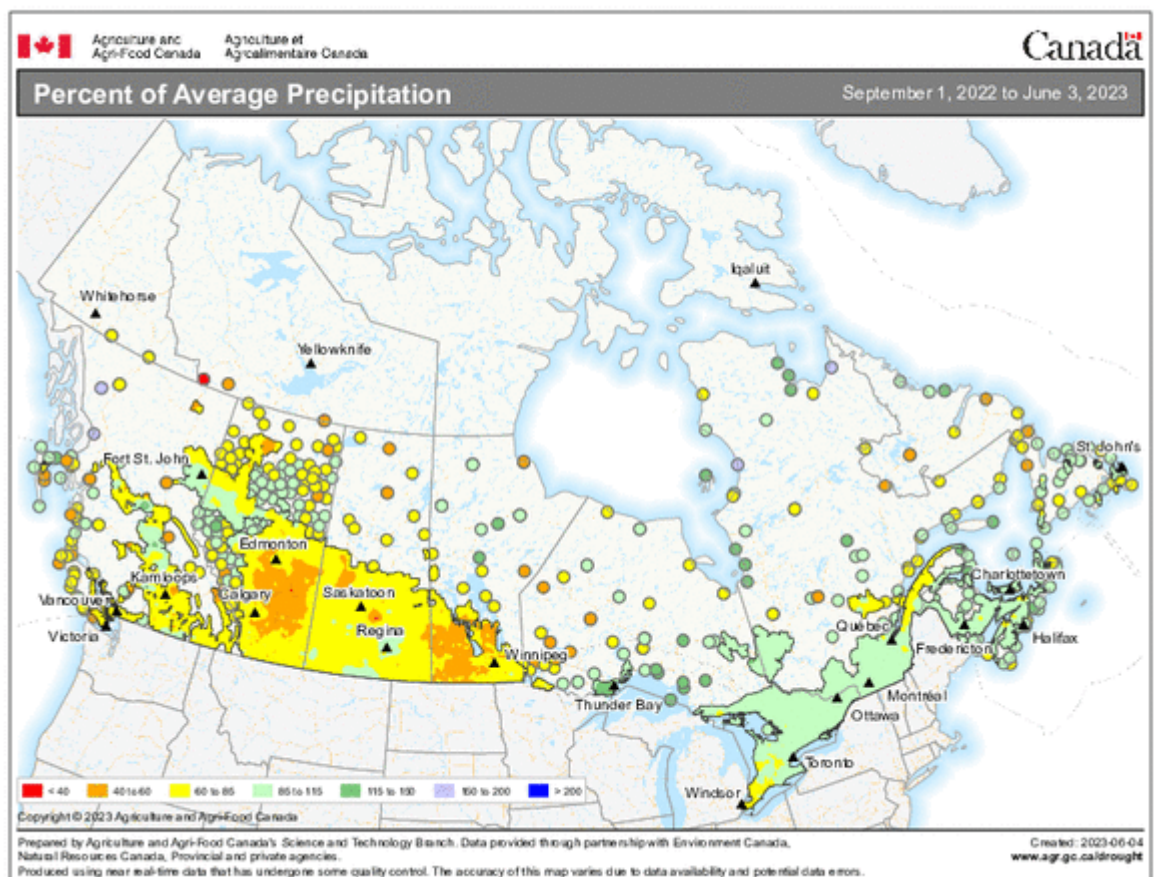 Agriculture and
Agri-Food Canada
Agriculture et
Agroalimentaire Canada
Canada
Percent of Average Precipitation
September 1, 2022 to June 3, 2023
Iqaluit
Whitehorse
Yellowknife
St. John's
Fort St. John
Edmonton
Charlottetown
Kamloops
Calgary
Saskatoon
Vancouver
Québec
Regina
Victoria
Halifax
Fredericton
Winnipeg
Montréal
Thunder Bay
Ottawa
Toronto
Windsor
< 40
40 to 60
60 to 85
85 to 115
115 to 150
150 to 200
> 200
Copyright © 2023 Agriculture and Agri-Food Canada
Prepared by Agriculture and Agri-Food Canada's Science and Technology Branch. Data provided through partnership with Environment Canada,
Natural Resources Canada, Provincial and private agencies.
Produced using near real-time data that has undergone some quality control. The accuracy of this map varies due to data availability and potential data errors.
Created: 2023-06-04
www.agr.gc.ca/drought